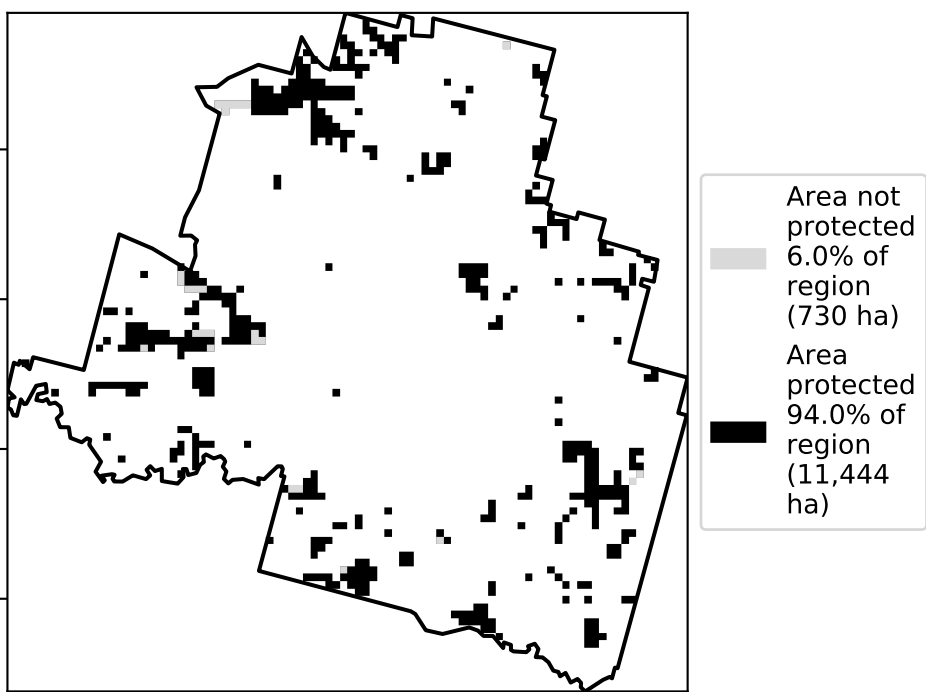 Area not
protected
6.0% of
region
(730 ha)
Area
protected
94.0% of
region
(11,444
ha)